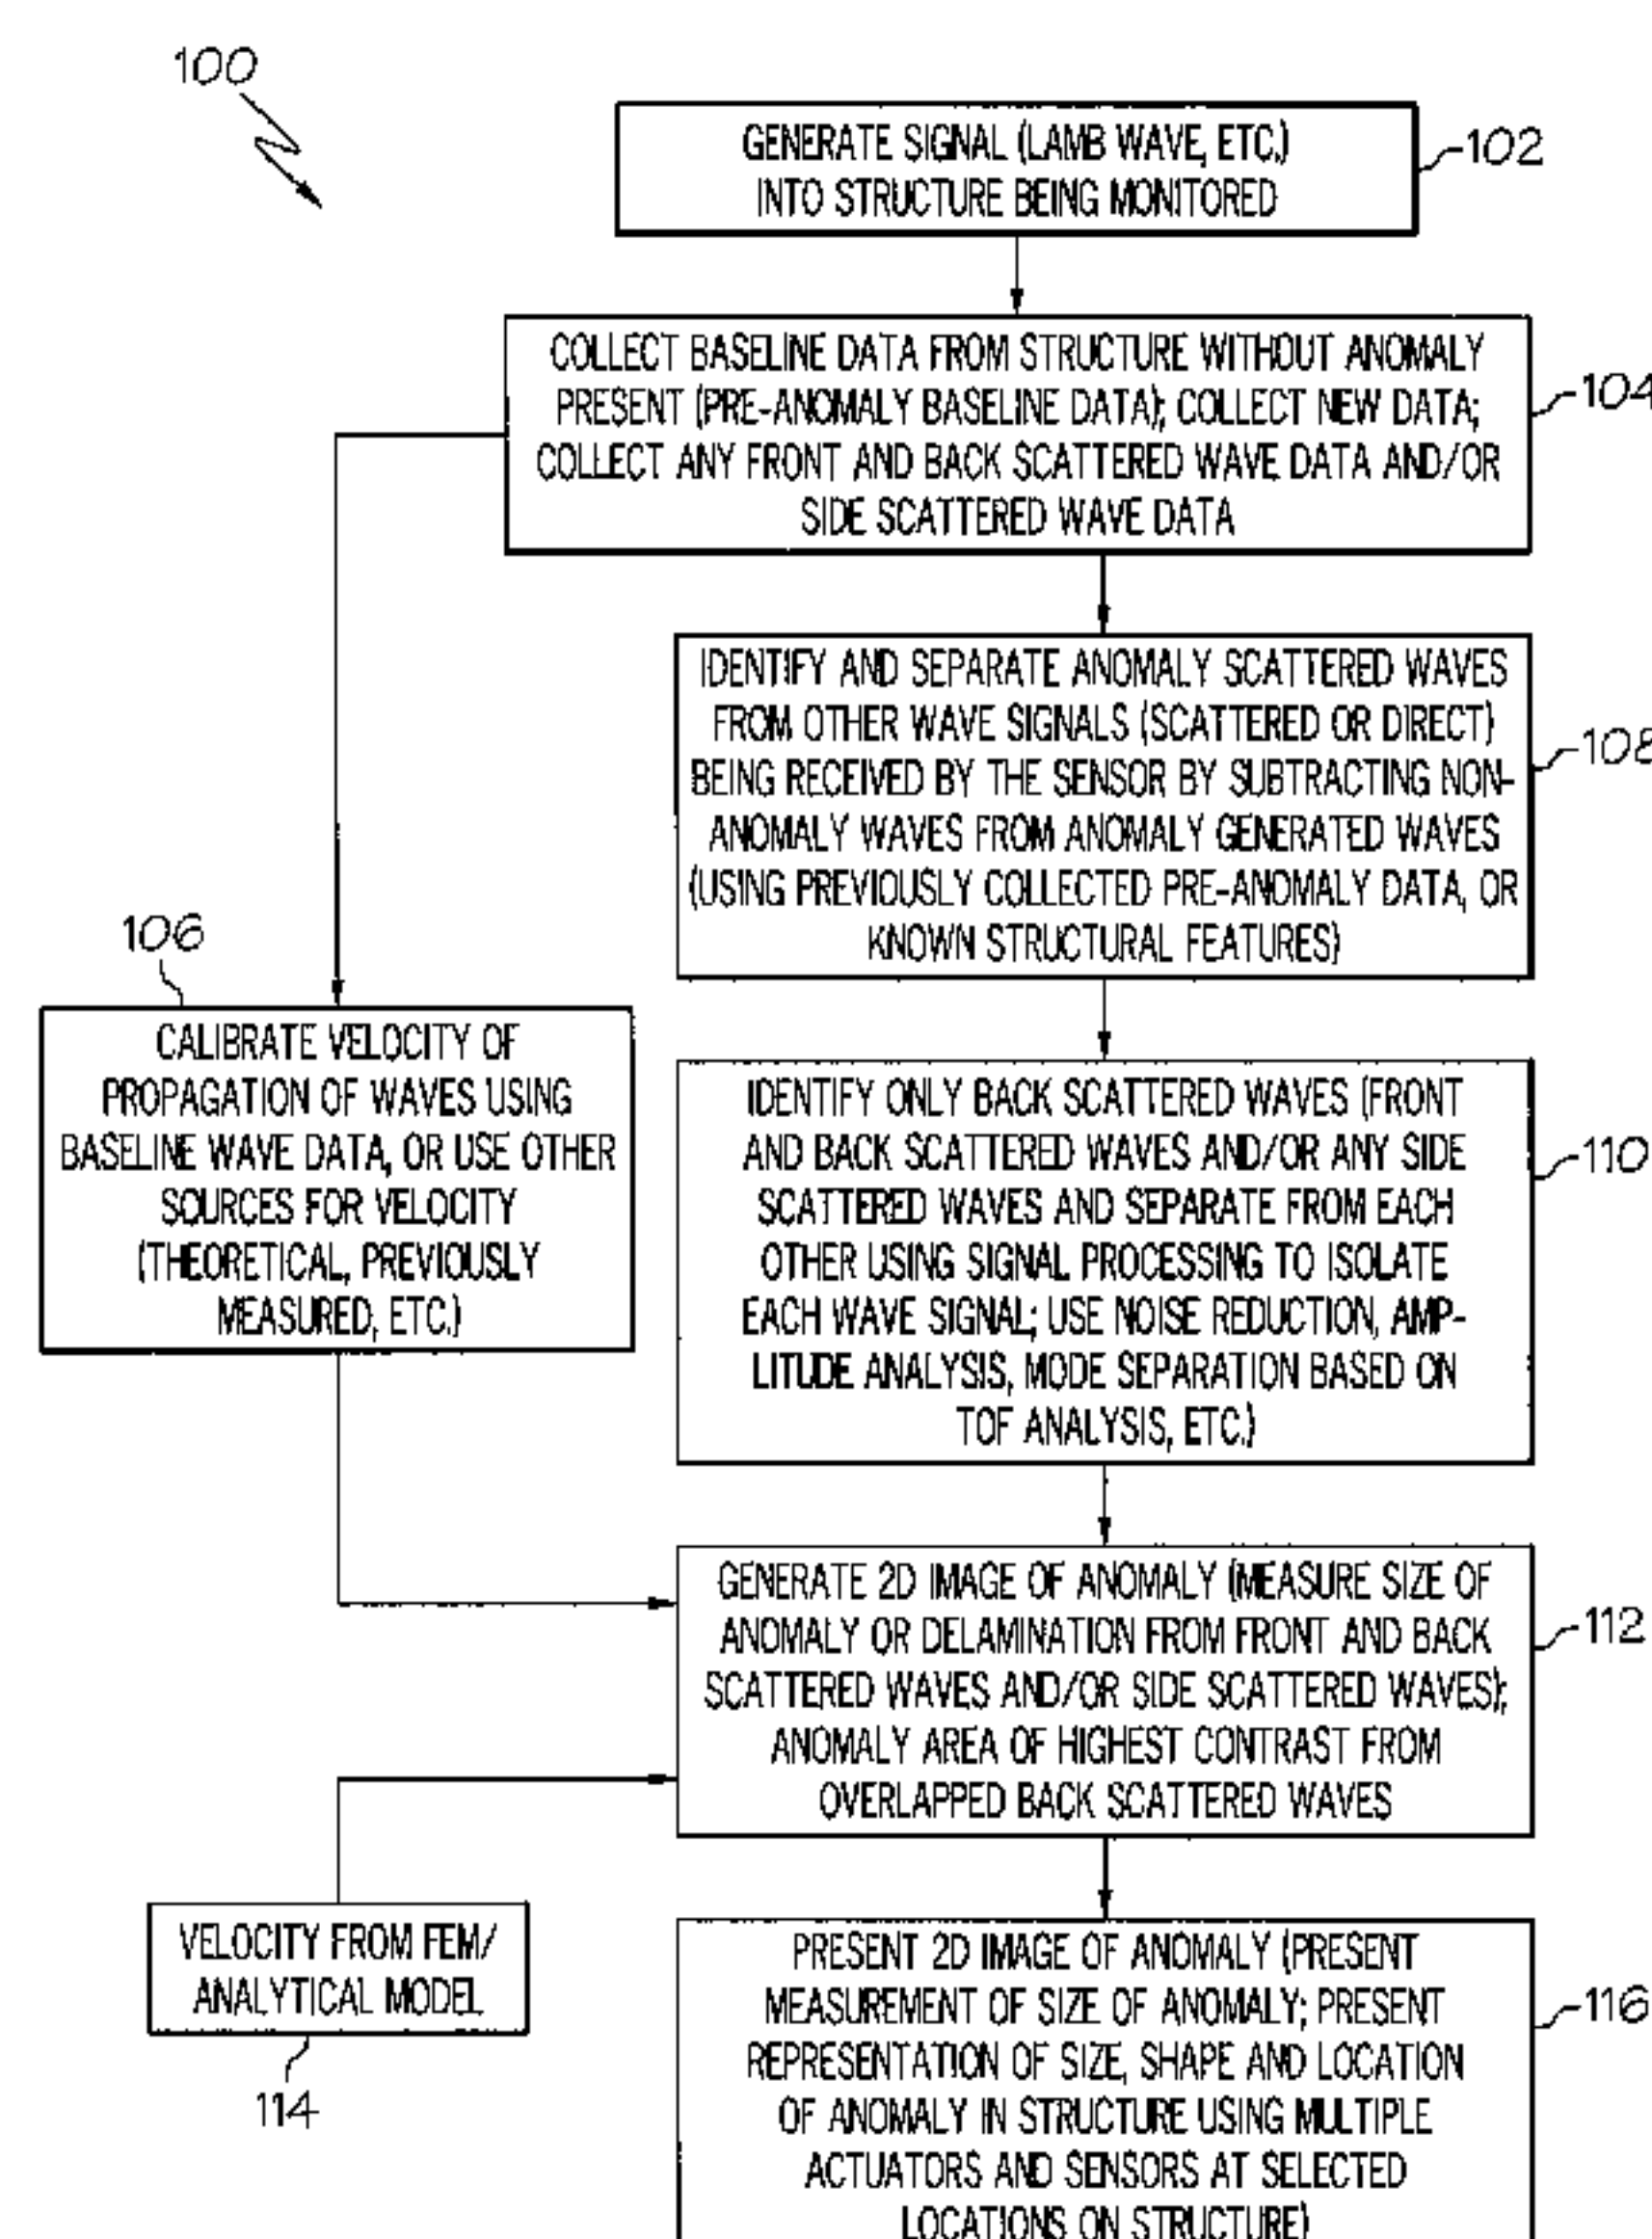 100
GENERATE SIGNAL (LAMB WAVE, ETC.)
INTO STRUCTURE BEING MONITORED
102
COLLECT BASELINE DATA FROM STRUCTURE WITHOUT ANOMALY
PRESENT (PRE-ANOMALY BASELINE DATA); COLLECT NEW DATA;
COLLECT ANY FRONT AND BACK SCATTERED WAVE DATA AND/OR
SIDE SCATTERED WAVE DATA
104
IDENTIFY AND SEPARATE ANOMALY SCATTERED WAVES
FROM OTHER WAVE SIGNALS (SCATTERED OR DIRECT)
BEING RECEIVED BY THE SENSOR BY SUBTRACTING NON-
ANOMALY WAVES FROM ANOMALY GENERATED WAVES
(USING PREVIOUSLY COLLECTED PRE-ANOMALY DATA, OR
KNOWN STRUCTURAL FEATURES)
108
106
CALIBRATE VELOCITY OF
PROPAGATION OF WAVES USING
BASELINE WAVE DATA, OR USE OTHER
SOURCES FOR VELOCITY
(THEORETICAL, PREVIOUSLY
MEASURED, ETC.)
IDENTIFY ONLY BACK SCATTERED WAVES (FRONT
AND BACK SCATTERED WAVES AND/OR ANY SIDE
SCATTERED WAVES AND SEPARATE FROM EACH
OTHER USING SIGNAL PROCESSING TO ISOLATE
EACH WAVE SIGNAL; USE NOISE REDUCTION, AMP-
LITUDE ANALYSIS, MODE SEPARATION BASED ON
TOF ANALYSIS, ETC.)
110
GENERATE 2D IMAGE OF ANOMALY (MEASURE SIZE OF
ANOMALY OR DELAMINATION FROM FRONT AND BACK
SCATTERED WAVES AND/OR SIDE SCATTERED WAVES);
ANOMALY AREA OF HIGHEST CONTRAST FROM
OVERLAPPED BACK SCATTERED WAVES
112
VELOCITY FROM FEM/
ANALYTICAL MODEL
114
PRESENT 2D IMAGE OF ANOMALY (PRESENT
MEASUREMENT OF SIZE OF ANOMALY; PRESENT
REPRESENTATION OF SIZE, SHAPE AND LOCATION
OF ANOMALY IN STRUCTURE USING MULTIPLE
ACTUATORS AND SENSORS AT SELECTED
LOCATIONS ON STRUCTURE)
116